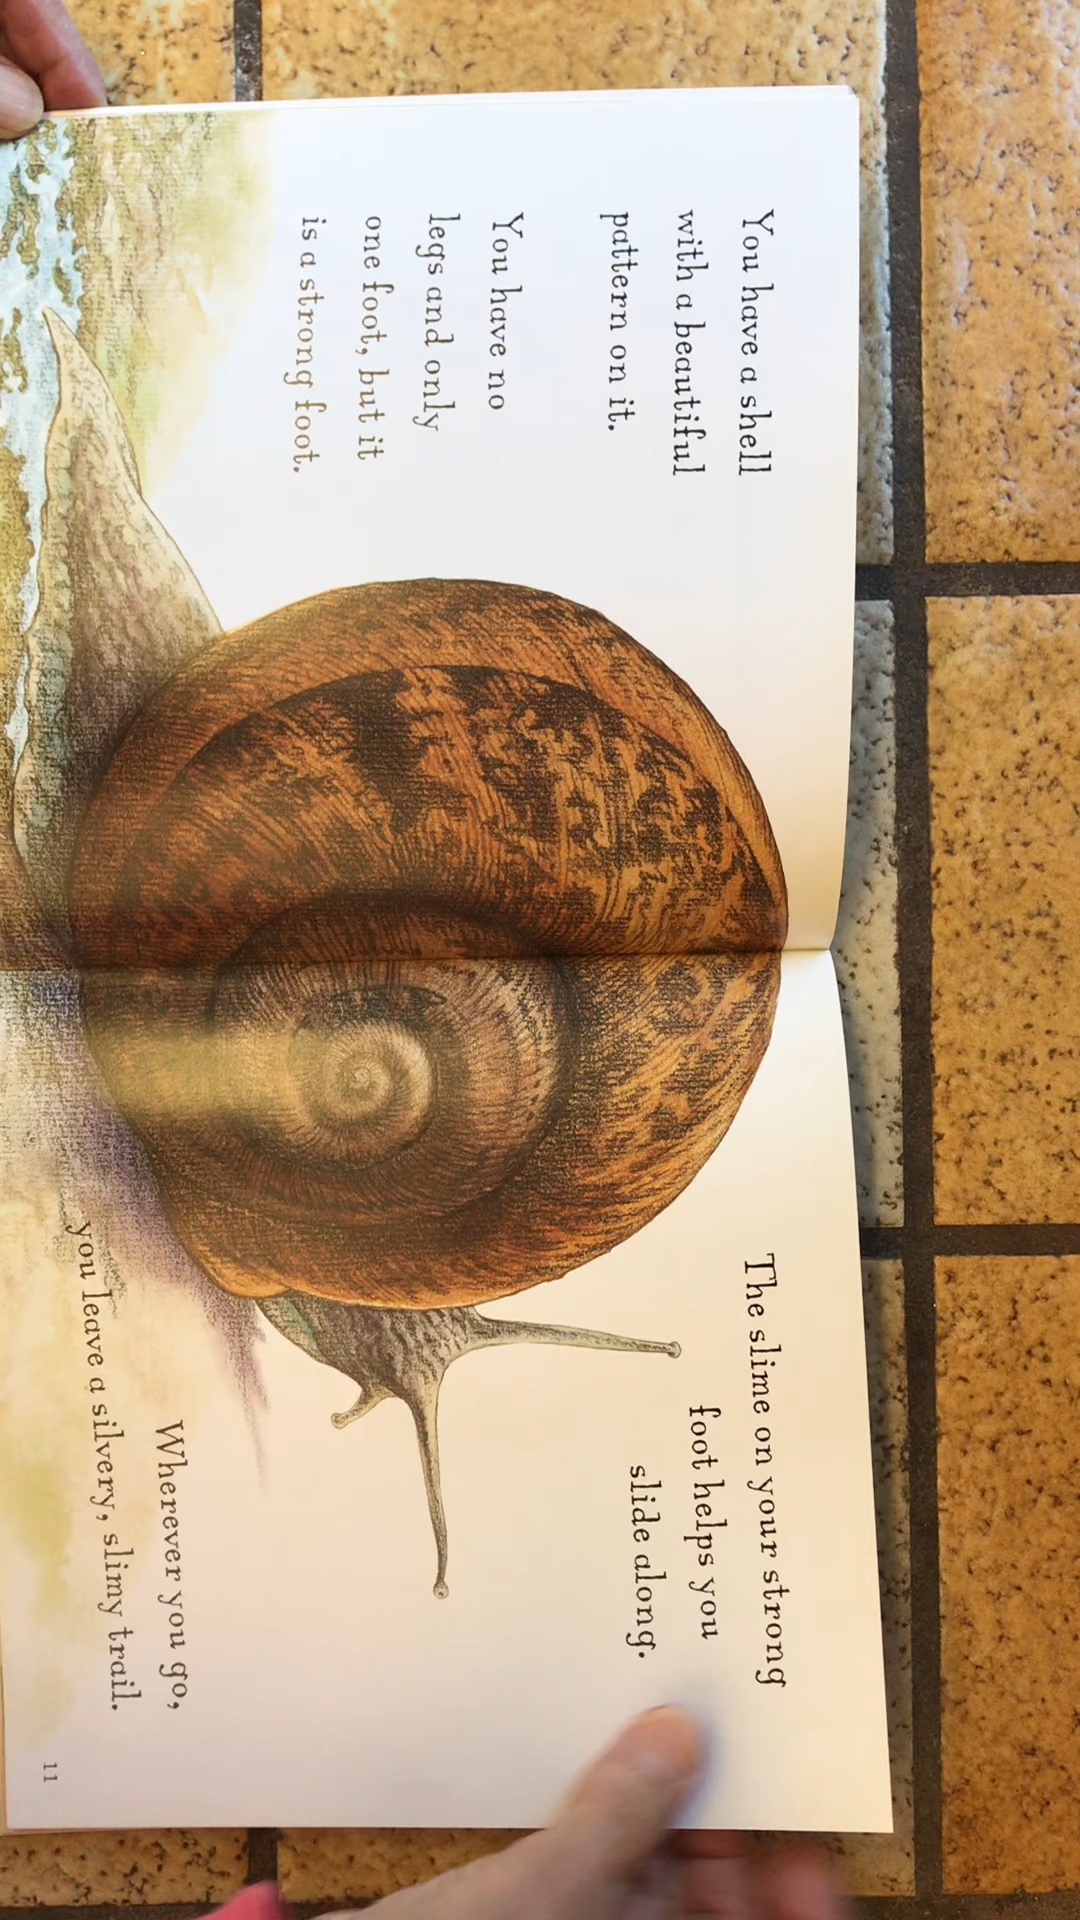 You have a shell
with a beautiful
pattern on it.
You have no
legs and only
one foot, but it
is a strong foot.
The slime on your strong
foot helps you
slide along.
Wherever you go,
you leave a silvery, slimy trail.
11